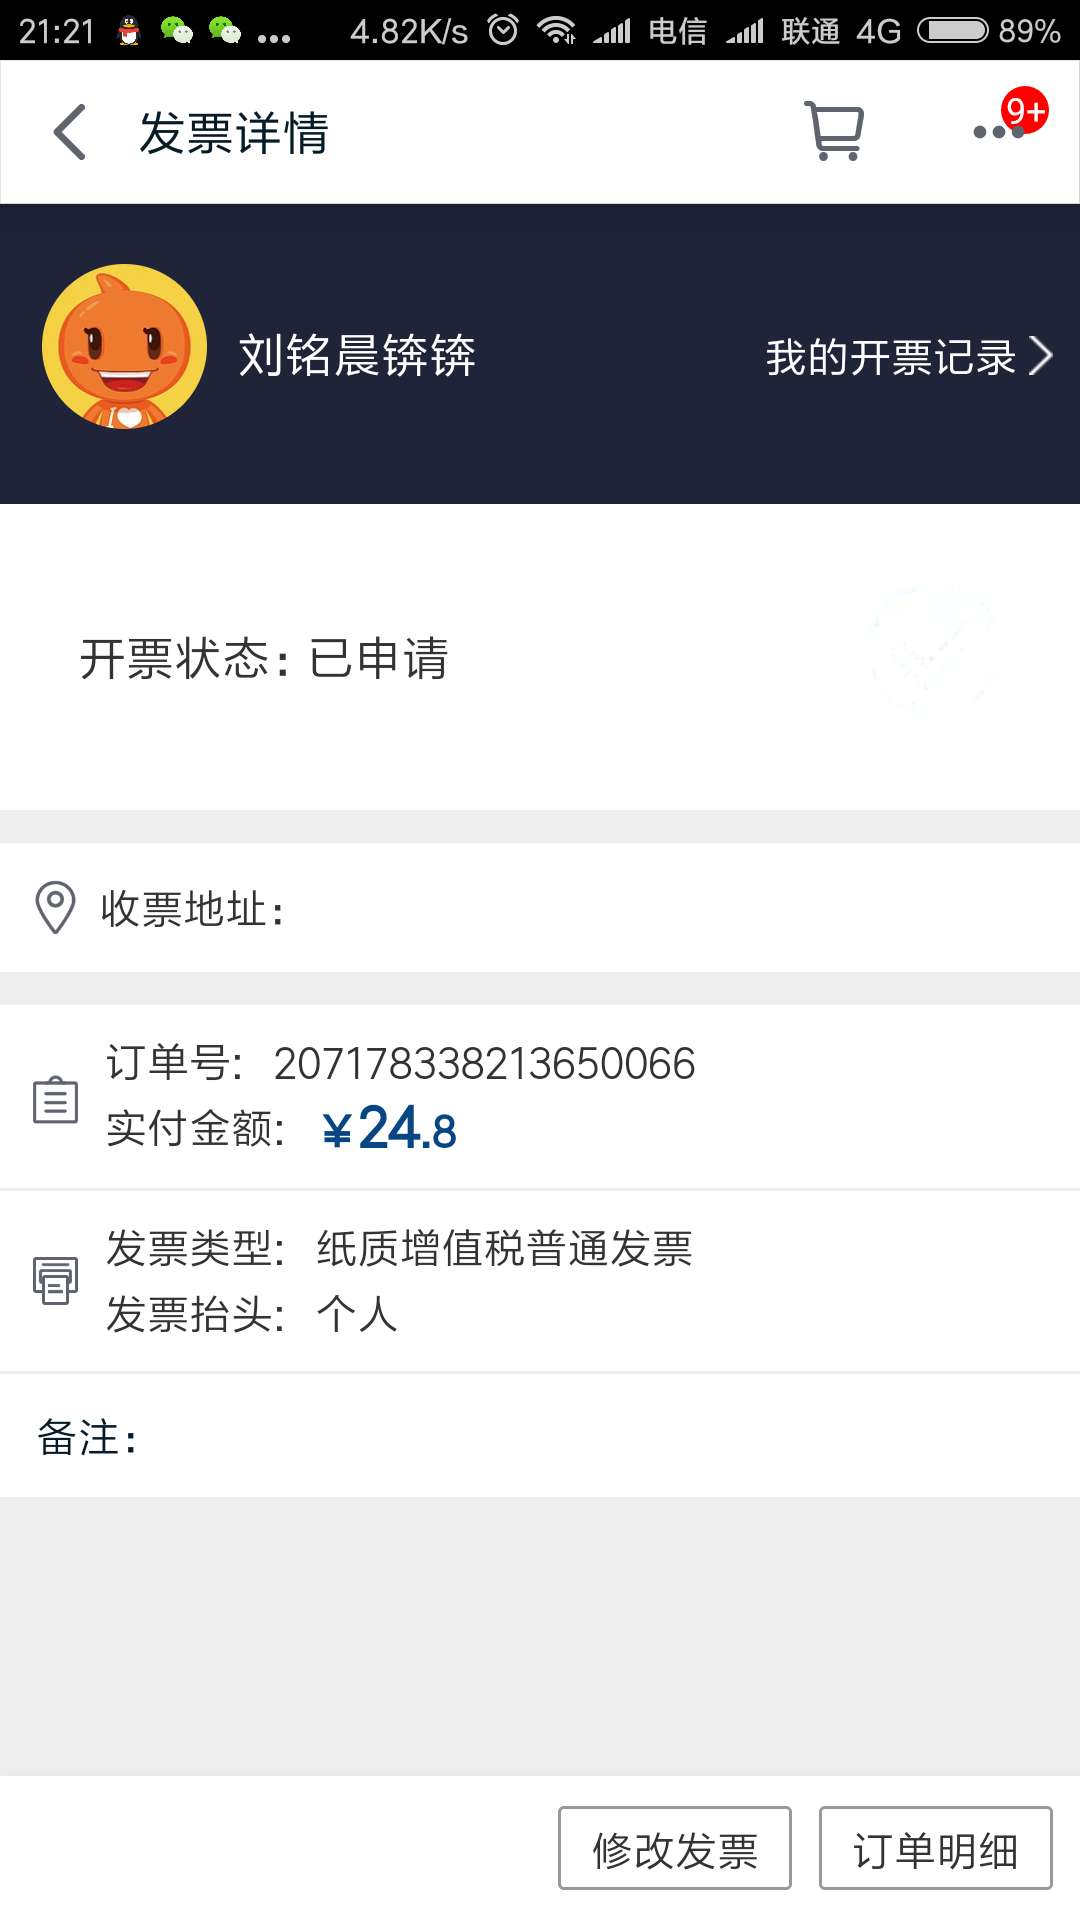 21:21 4.82K/s 电信 联通 4G 89%
发票详情
9+
刘铭晨锛锛
我的开票记录
开票状态：已申请
收票地址：
订单号: 207178338213650066
实付金额: ¥24.8
发票类型: 纸质增值税普通发票
发票抬头: 个人
备注：
修改发票
订单明细